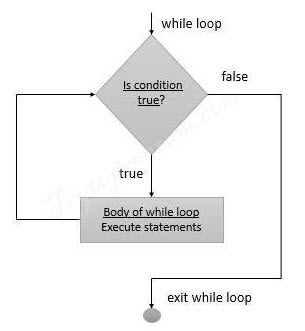 while loop
Is condition
true?
false
true
Body of while loop
Execute statements
exit while loop